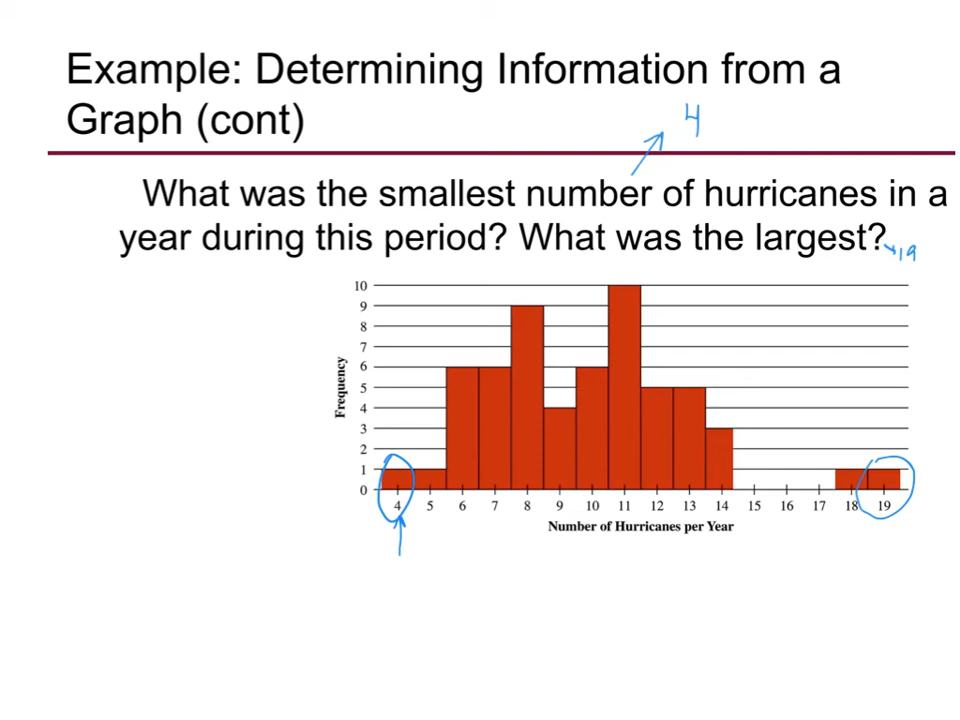 Example: Determining Information from a
Graph (cont)
4
What was the smallest number of hurricanes in a
year during this period? What was the largest?
19
10
9
8
7
6
5
4
3
2
1
0
Frequency
4 5 6 7 8 9 10 11 12 13 14 15 16 17 18 19
Number of Hurricanes per Year